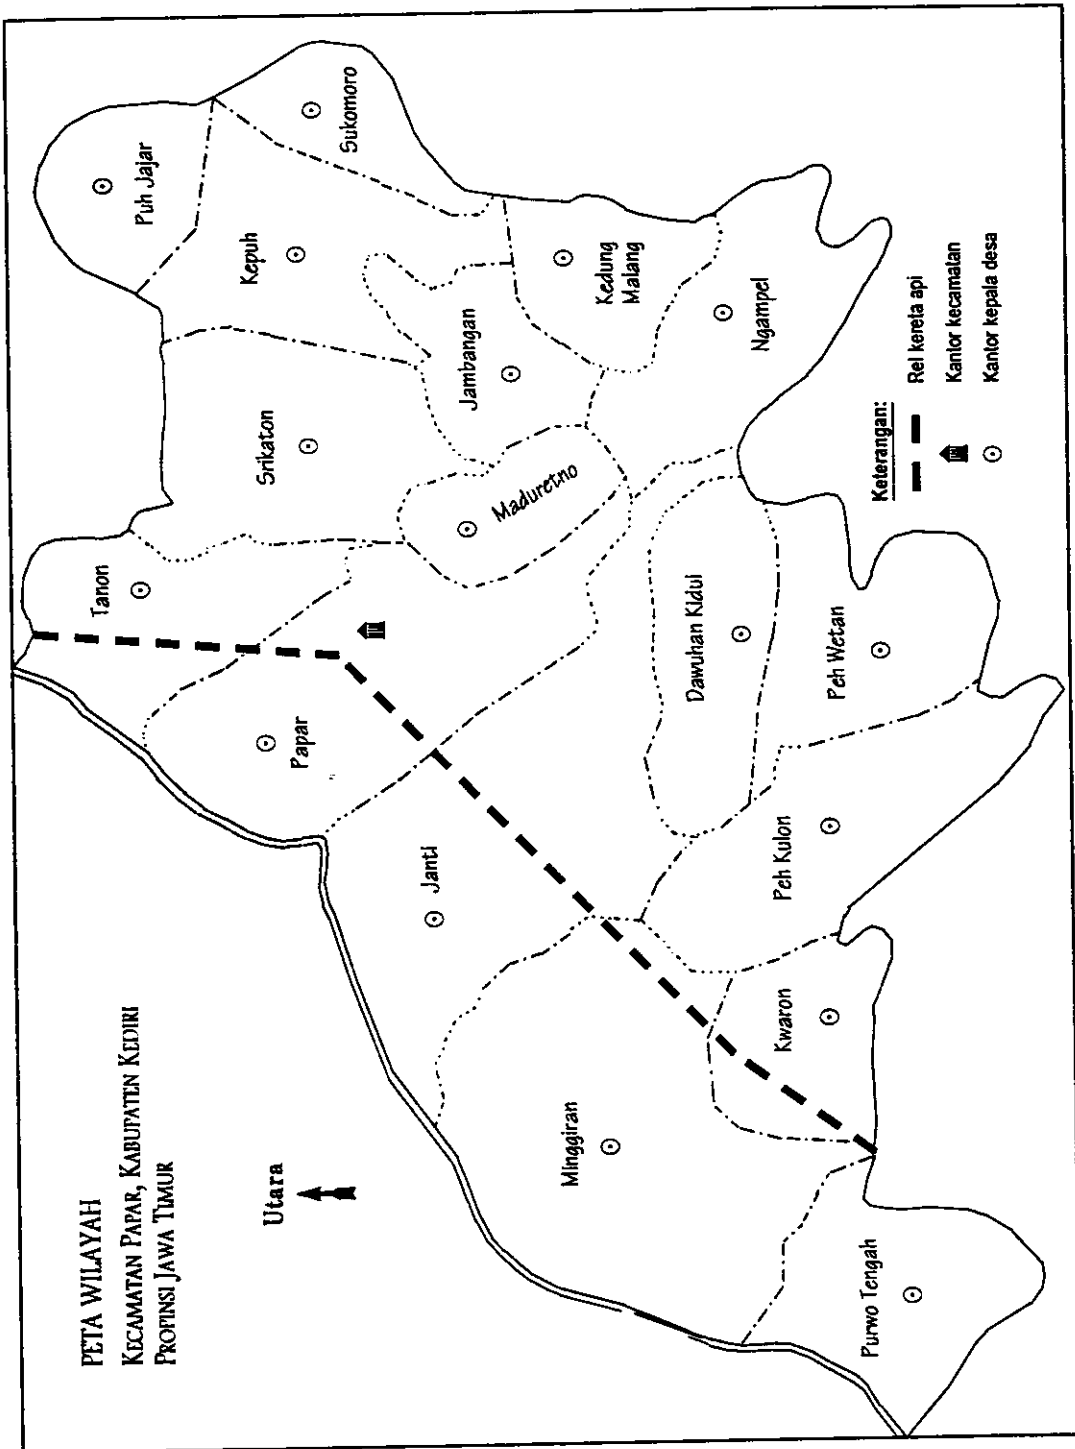 PETA WILAYAH
KECAMATAN PAPAR, KABUPATEN KEDIRI
PROPINSI JAWA TIMUR
Utara
Tanon
Puh Jajar
Srikaton
Kepuh
Papar
Sukomoro
Janti
Jambangan
Maduretno
Minggiran
Kedung
Malang
Dawuhan Kidul
Ngampel
Kwaron
Peh Kulon
Peh Wetan
Purwo Tengah
Keterangan:
Rel kereta api
Kantor kecamatan
Kantor kepala desa